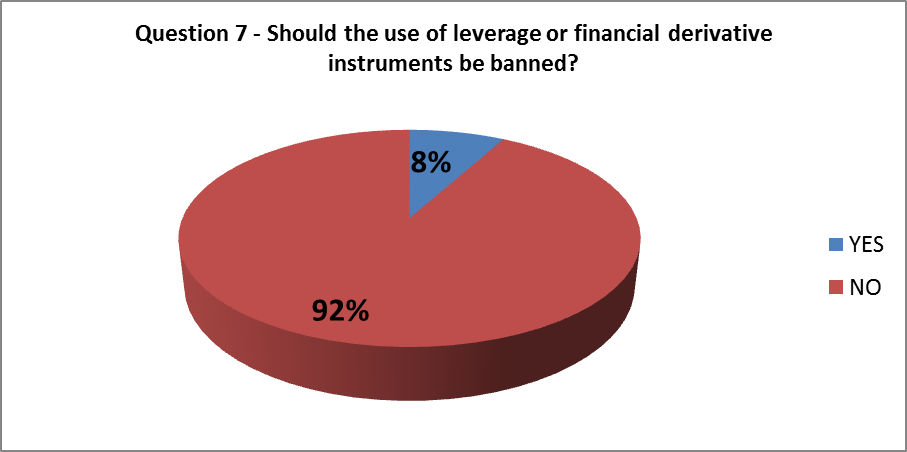 Question 7 - Should the use of leverage or financial derivative
instruments be banned?
8%
92%
YES
NO